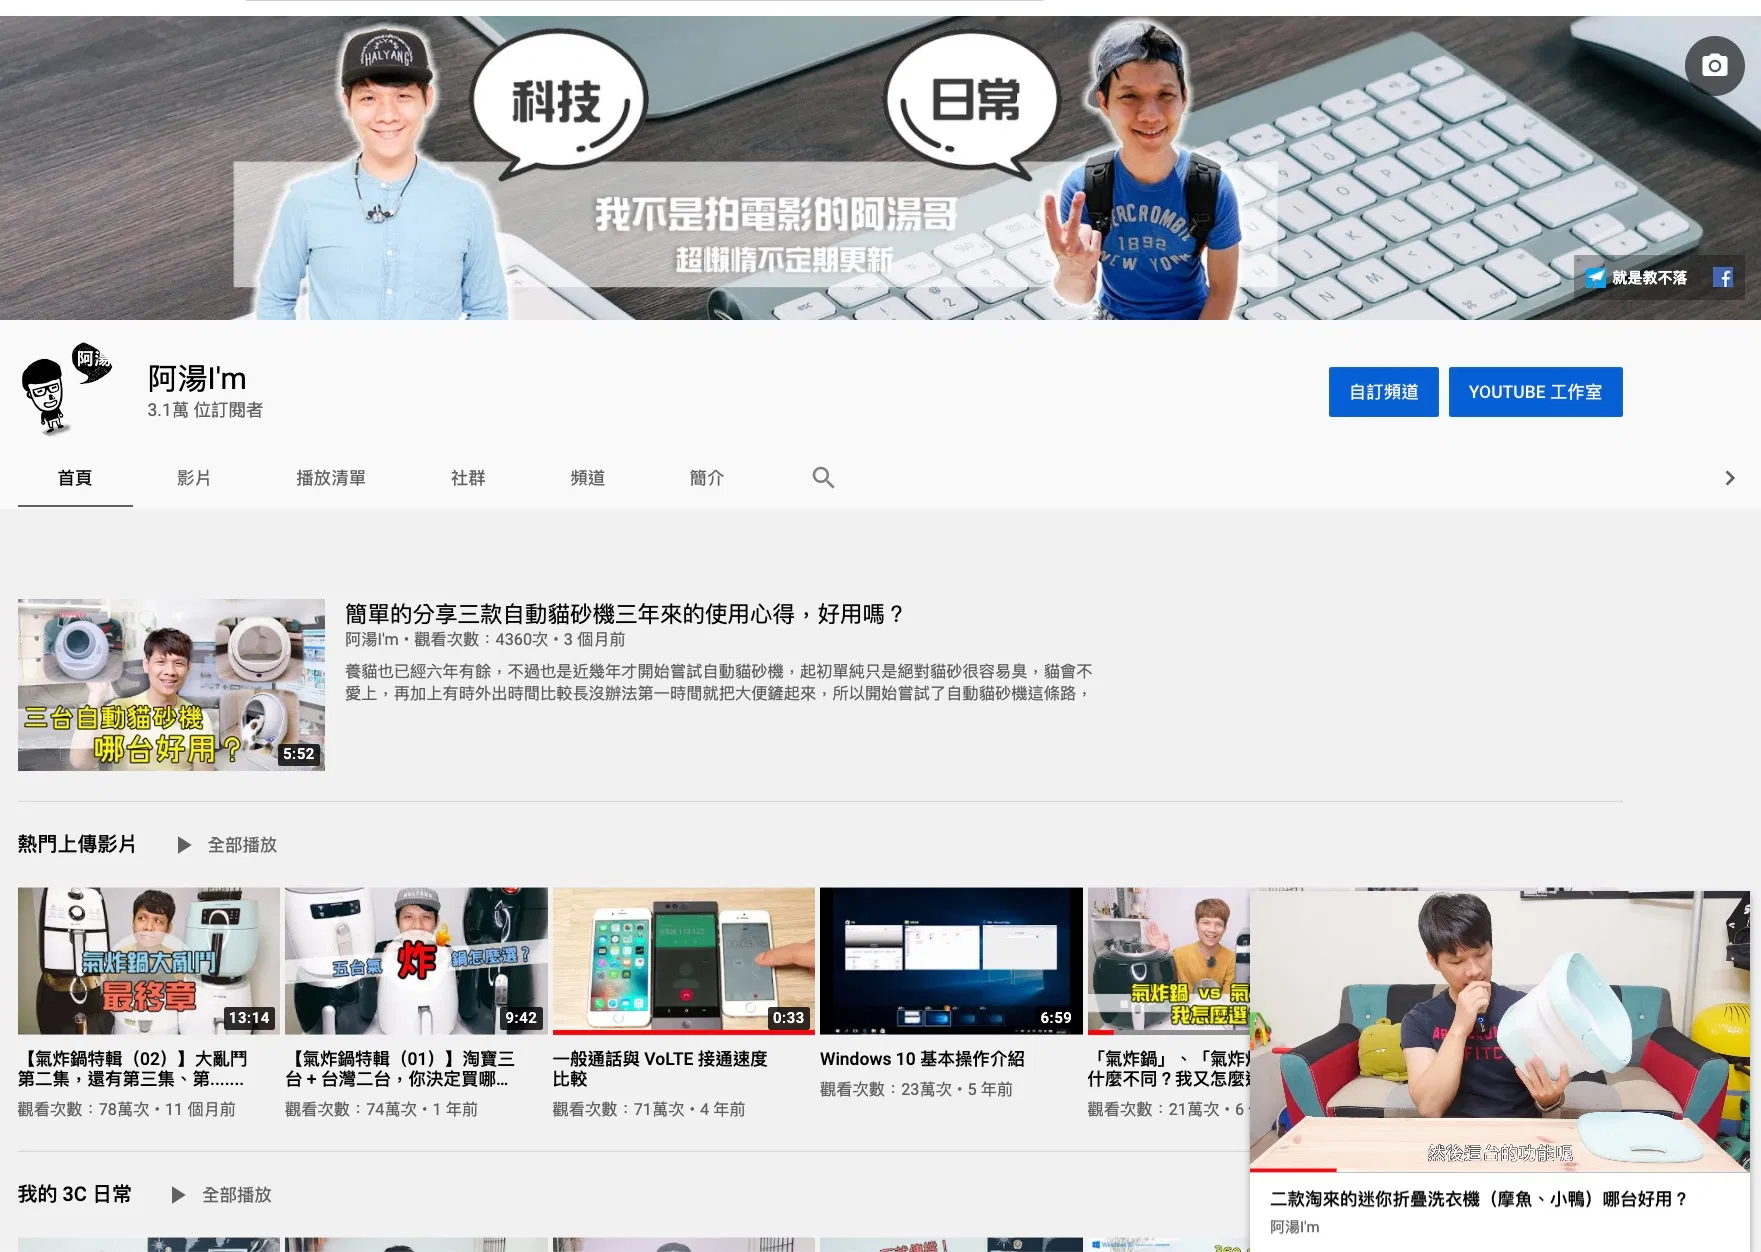 HALYANG
科技
日常
我不是拍電影的阿湯哥
超懶惰不定期更新
ERCROMBI
1892
NEW YOR
就是教不落
阿湯
阿湯I'm
3.1萬 位訂閱者
自訂頻道
YOUTUBE 工作室
首頁
影片
播放清單
社群
頻道
簡介
三台自動貓砂機
哪台好用？
5:52
簡單的分享三款自動貓砂機三年來的使用心得，好用嗎？
阿湯I'm • 觀看次數：4360次 • 3 個月前
養貓也已經六年有餘，不過也是近幾年才開始嘗試自動貓砂機，起初單純只是絕對貓砂很容易臭，貓會不
愛上，再加上有時外出時間比較長沒辦法第一時間就把大便鏟起來，所以開始嘗試了自動貓砂機這條路，
熱門上傳影片
全部播放
氣炸鍋大亂鬥
最終章
13:14
五台氣炸鍋怎麼選？
9:42
0:33
6:59
氣炸鍋 vs 氣
我怎麼選
【氣炸鍋特輯（02）】大亂鬥
第二集，還有第三集、第.......
觀看次數：78萬次 • 11 個月前
【氣炸鍋特輯（01）】淘寶三
台 + 台灣二台，你決定買哪...
觀看次數：74萬次 • 1 年前
一般通話與 VoLTE 接通速度
比較
觀看次數：71萬次 • 4 年前
Windows 10 基本操作介紹
觀看次數：23萬次 • 5 年前
「氣炸鍋」、「氣炸
什麼不同？我又怎麼
觀看次數：21萬次 • 6
然後這台的功能呢
二款淘來的迷你折疊洗衣機（摩魚、小鴨）哪台好用？
阿湯I'm
我的 3C 日常
全部播放